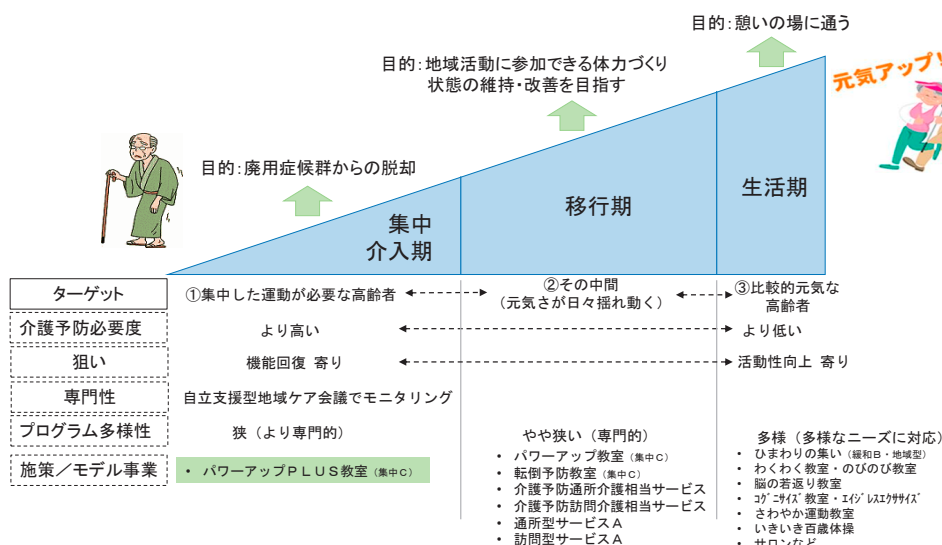 目的：憩いの場に通う
目的：地域活動に参加できる体力づくり
状態の維持・改善を目指す
元気アップ
目的：廃用症候群からの脱却
集中
介入期
移行期
生活期
ターゲット
①集中した運動が必要な高齢者
②その中間
(元気さが日々揺れ動く)
③比較的元気な
高齢者
介護予防必要度
より高い
より低い
狙い
機能回復 寄り
活動性向上 寄り
専門性
自立支援型地域ケア会議でモニタリング
プログラム多様性
狭（より専門的）
やや狭い（専門的）
多様（多様なニーズに対応）
施策／モデル事業
・ パワーアップＰＬＵＳ教室（集中Ｃ）
・ パワーアップ教室（集中Ｃ）
・ 転倒予防教室（集中Ｃ）
・ 介護予防通所介護相当サービス
・ 介護予防訪問介護相当サービス
・ 通所型サービスＡ
・ 訪問型サービスＡ
・ ひまわりの集い（緩和Ｂ・地域型）
・ わくわく教室・のびのび教室
・ 脳の若返り教室
・ ｺｸﾞﾆｻｲｽﾞ教室・ｴｲｼﾞﾚｽｴｸｻｻｲｽﾞ
・ さわやか運動教室
・ いきいき百歳体操
・ サロンなど